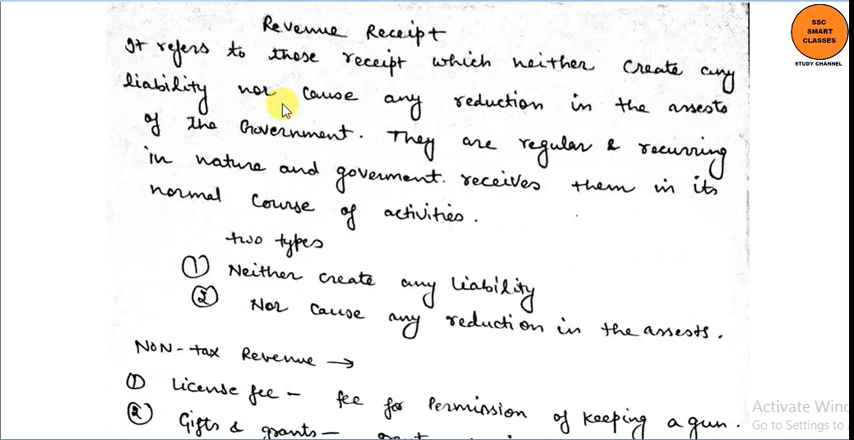 Revenue Receipt
It refers to those receipt which neither create any
liability nor cause any reduction in the assests
of the Government. They are regular & recurring
in nature and goverment receives them in its
normal course of activities.
two types
① Neither create any liability
② Nor cause any reduction in the assests.
NON-tax Revenue →
① License fee - fee for Permission of keeping a gun.
② Gifts & grants -
SSC
SMART
CLASSES
STUDY CHANNEL
Activate Wind
Go to Settings to